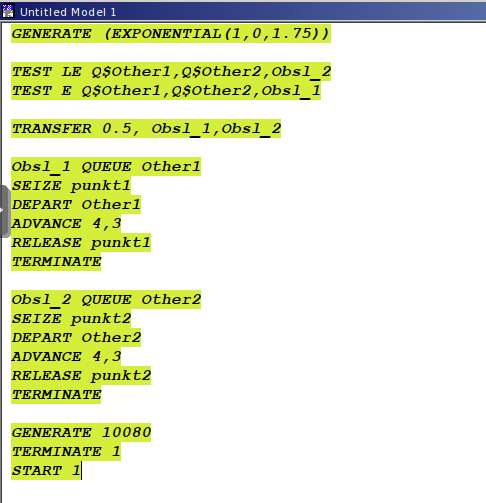 Untitled Model 1
GENERATE (EXPONENTIAL(1,0,1.75))
TEST LE Q$Other1,Q$Other2,Obsl_2
TEST E Q$Other1,Q$Other2,Obsl_1
TRANSFER 0.5, Obsl_1,Obsl_2
Obsl_1 QUEUE Other1
SEIZE punkt1
DEPART Other1
ADVANCE 4,3
RELEASE punkt1
TERMINATE
Obsl_2 QUEUE Other2
SEIZE punkt2
DEPART Other2
ADVANCE 4,3
RELEASE punkt2
TERMINATE
GENERATE 10080
TERMINATE 1
START 1